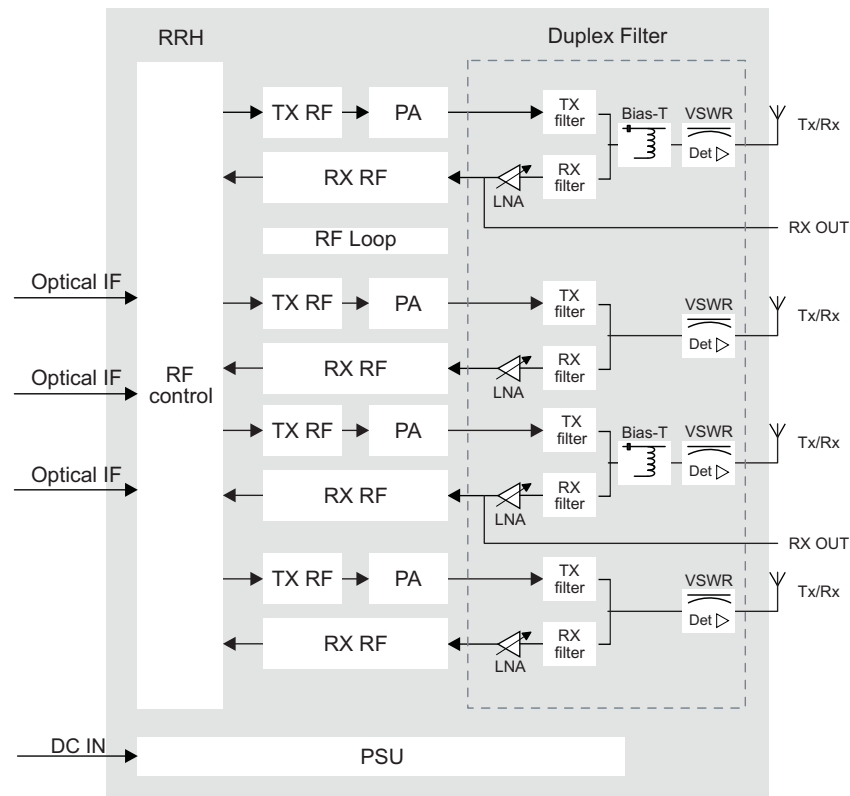 RRH
Duplex Filter
TX RF
PA
TX
filter
Bias-T
VSWR
Det
Tx/Rx
RX RF
LNA
RX
filter
RX OUT
RF Loop
Optical IF
TX RF
PA
TX
filter
VSWR
Det
Tx/Rx
RX RF
LNA
RX
filter
Optical IF
RF
control
TX RF
PA
TX
filter
Bias-T
VSWR
Det
Tx/Rx
Optical IF
RX RF
LNA
RX
filter
RX OUT
TX RF
PA
TX
filter
VSWR
Det
Tx/Rx
RX RF
LNA
RX
filter
DC IN
PSU